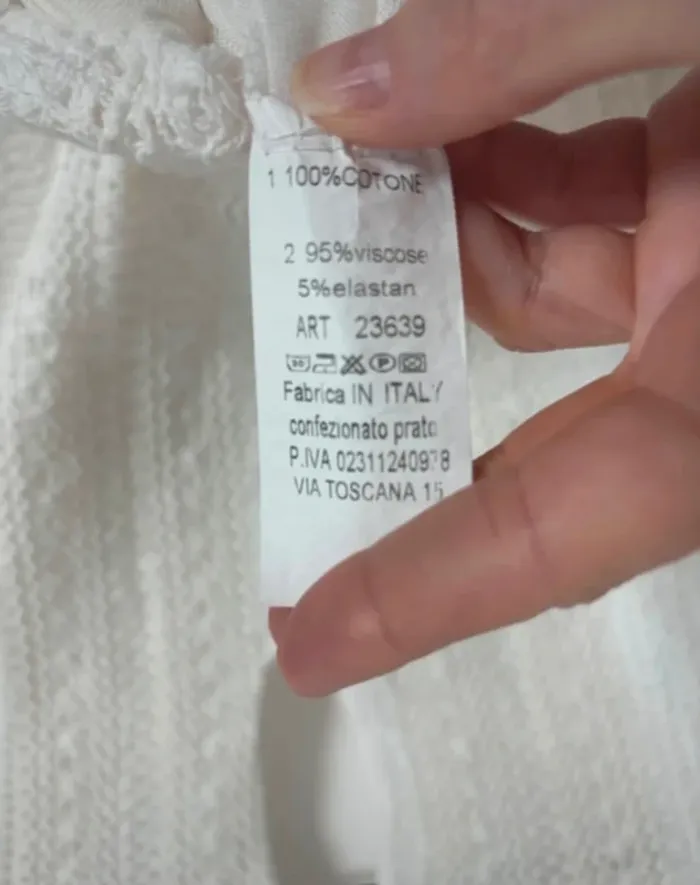 1 100%COTONE
2 95%viscose
5%elastan
ART 23639
30 P
Fabrica IN ITALY
confezionato prato
P.IVA
VIA TOSCANA 15